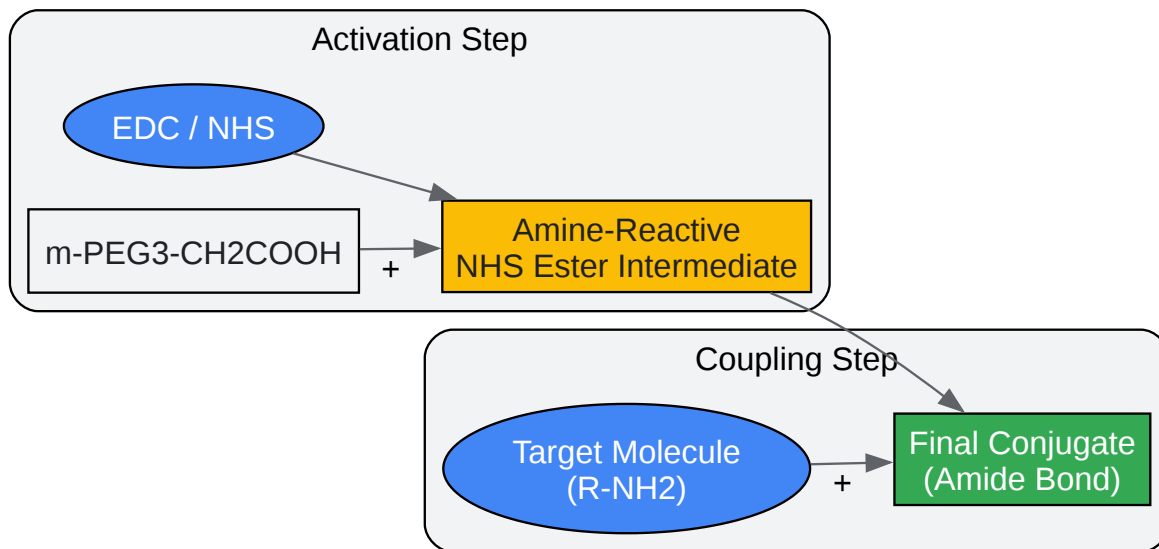 Activation Step
EDC / NHS
m-PEG3-CH2COOH
+
Amine-Reactive
NHS Ester Intermediate
Coupling Step
Target Molecule
(R-NH2)
+
Final Conjugate
(Amide Bond)